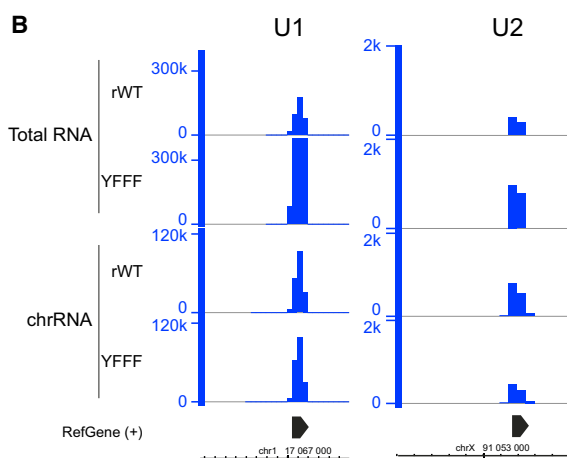 B
U1
U2
Total RNA
rWT
300k
0
2k
0
YFFF
300k
0
2k
0
chrRNA
rWT
120k
0
2k
0
YFFF
120k
0
2k
0
RefGene (+)
chr1 17 067 000
chrX 91 053 000